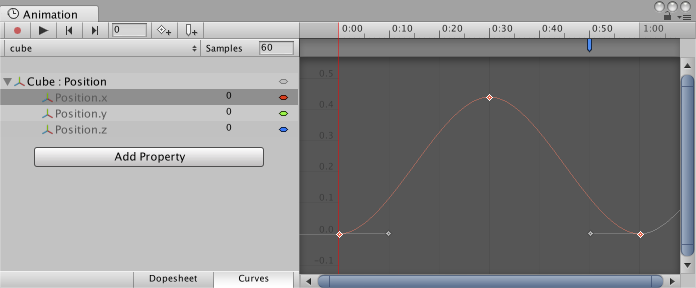 Animation
0
0:00 0:10 0:20 0:30 0:40 0:50 1:00
cube Samples 60
Cube : Position
Position.x 0
Position.y 0
Position.z 0
Add Property
0.5
0.4
0.3
0.2
0.1
0.0
-0.1
Dopesheet Curves